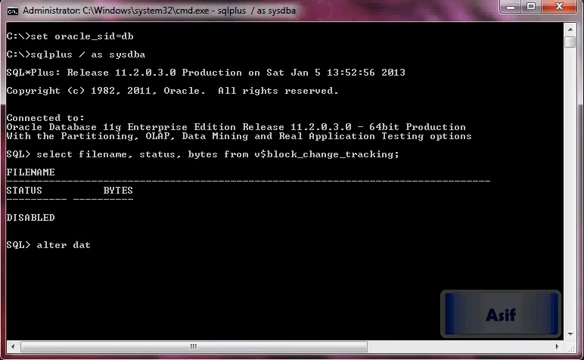 Administrator: C:\Windows\system32\cmd.exe - sqlplus / as sysdba
C:\>set oracle_sid=db
C:\>sqlplus / as sysdba
SQL*Plus: Release 11.2.0.3.0 Production on Sat Jan 5 13:52:56 2013
Copyright (c) 1982, 2011, Oracle.  All rights reserved.
Connected to:
Oracle Database 11g Enterprise Edition Release 11.2.0.3.0 - 64bit Production
With the Partitioning, OLAP, Data Mining and Real Application Testing options
SQL> select filename, status, bytes from v$block_change_tracking;
FILENAME
--------------------------------------------------------------------------------
STATUS          BYTES
---------- ----------
DISABLED
SQL> alter dat
Asif